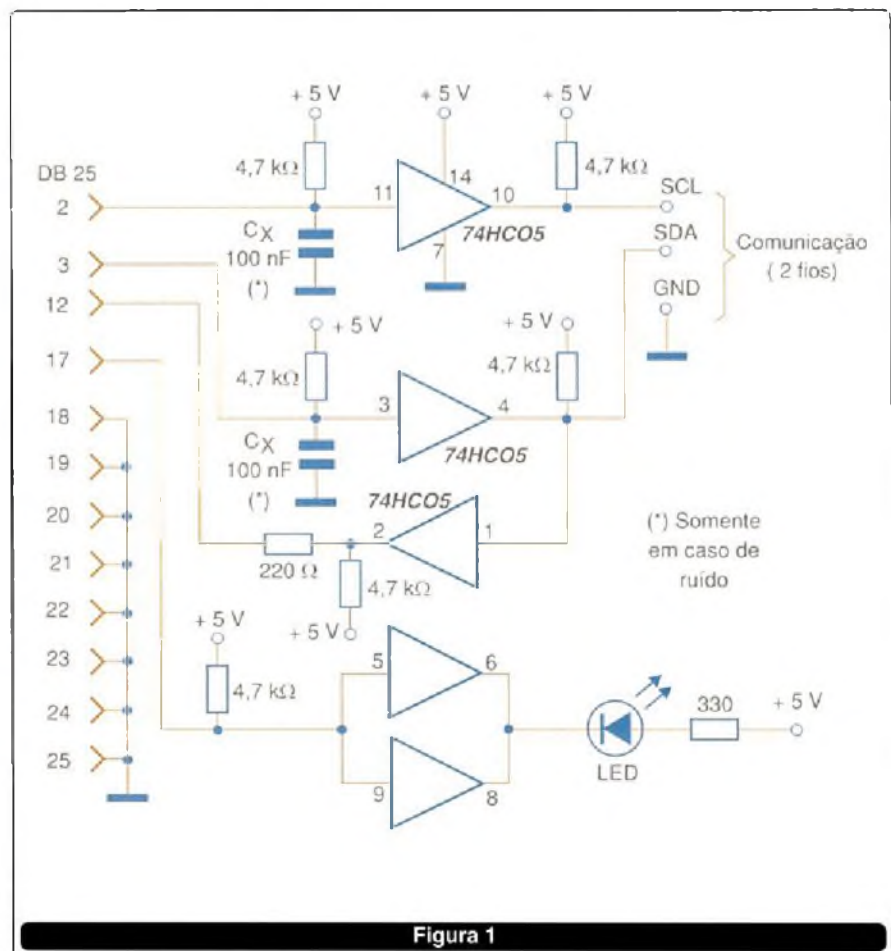 + 5 V
+ 5 V
+ 5 V
4,7 kΩ
14
4,7 kΩ
DB 25
2
11
10
SCL
74HCO5
CX
100 nF
(*)
7
SDA
Comunicação
( 2 fios)
3
GND
12
+ 5 V
+ 5 V
4,7 kΩ
4,7 kΩ
17
3
4
CX
100 nF
(*)
74HCO5
18
19
74HCO5
2
1
(*) Somente
em caso de
ruído
20
220 Ω
4,7 kΩ
21
+ 5 V
22
+ 5 V
5
6
23
4,7 kΩ
330
+ 5 V
24
25
9
8
LED
Figura 1